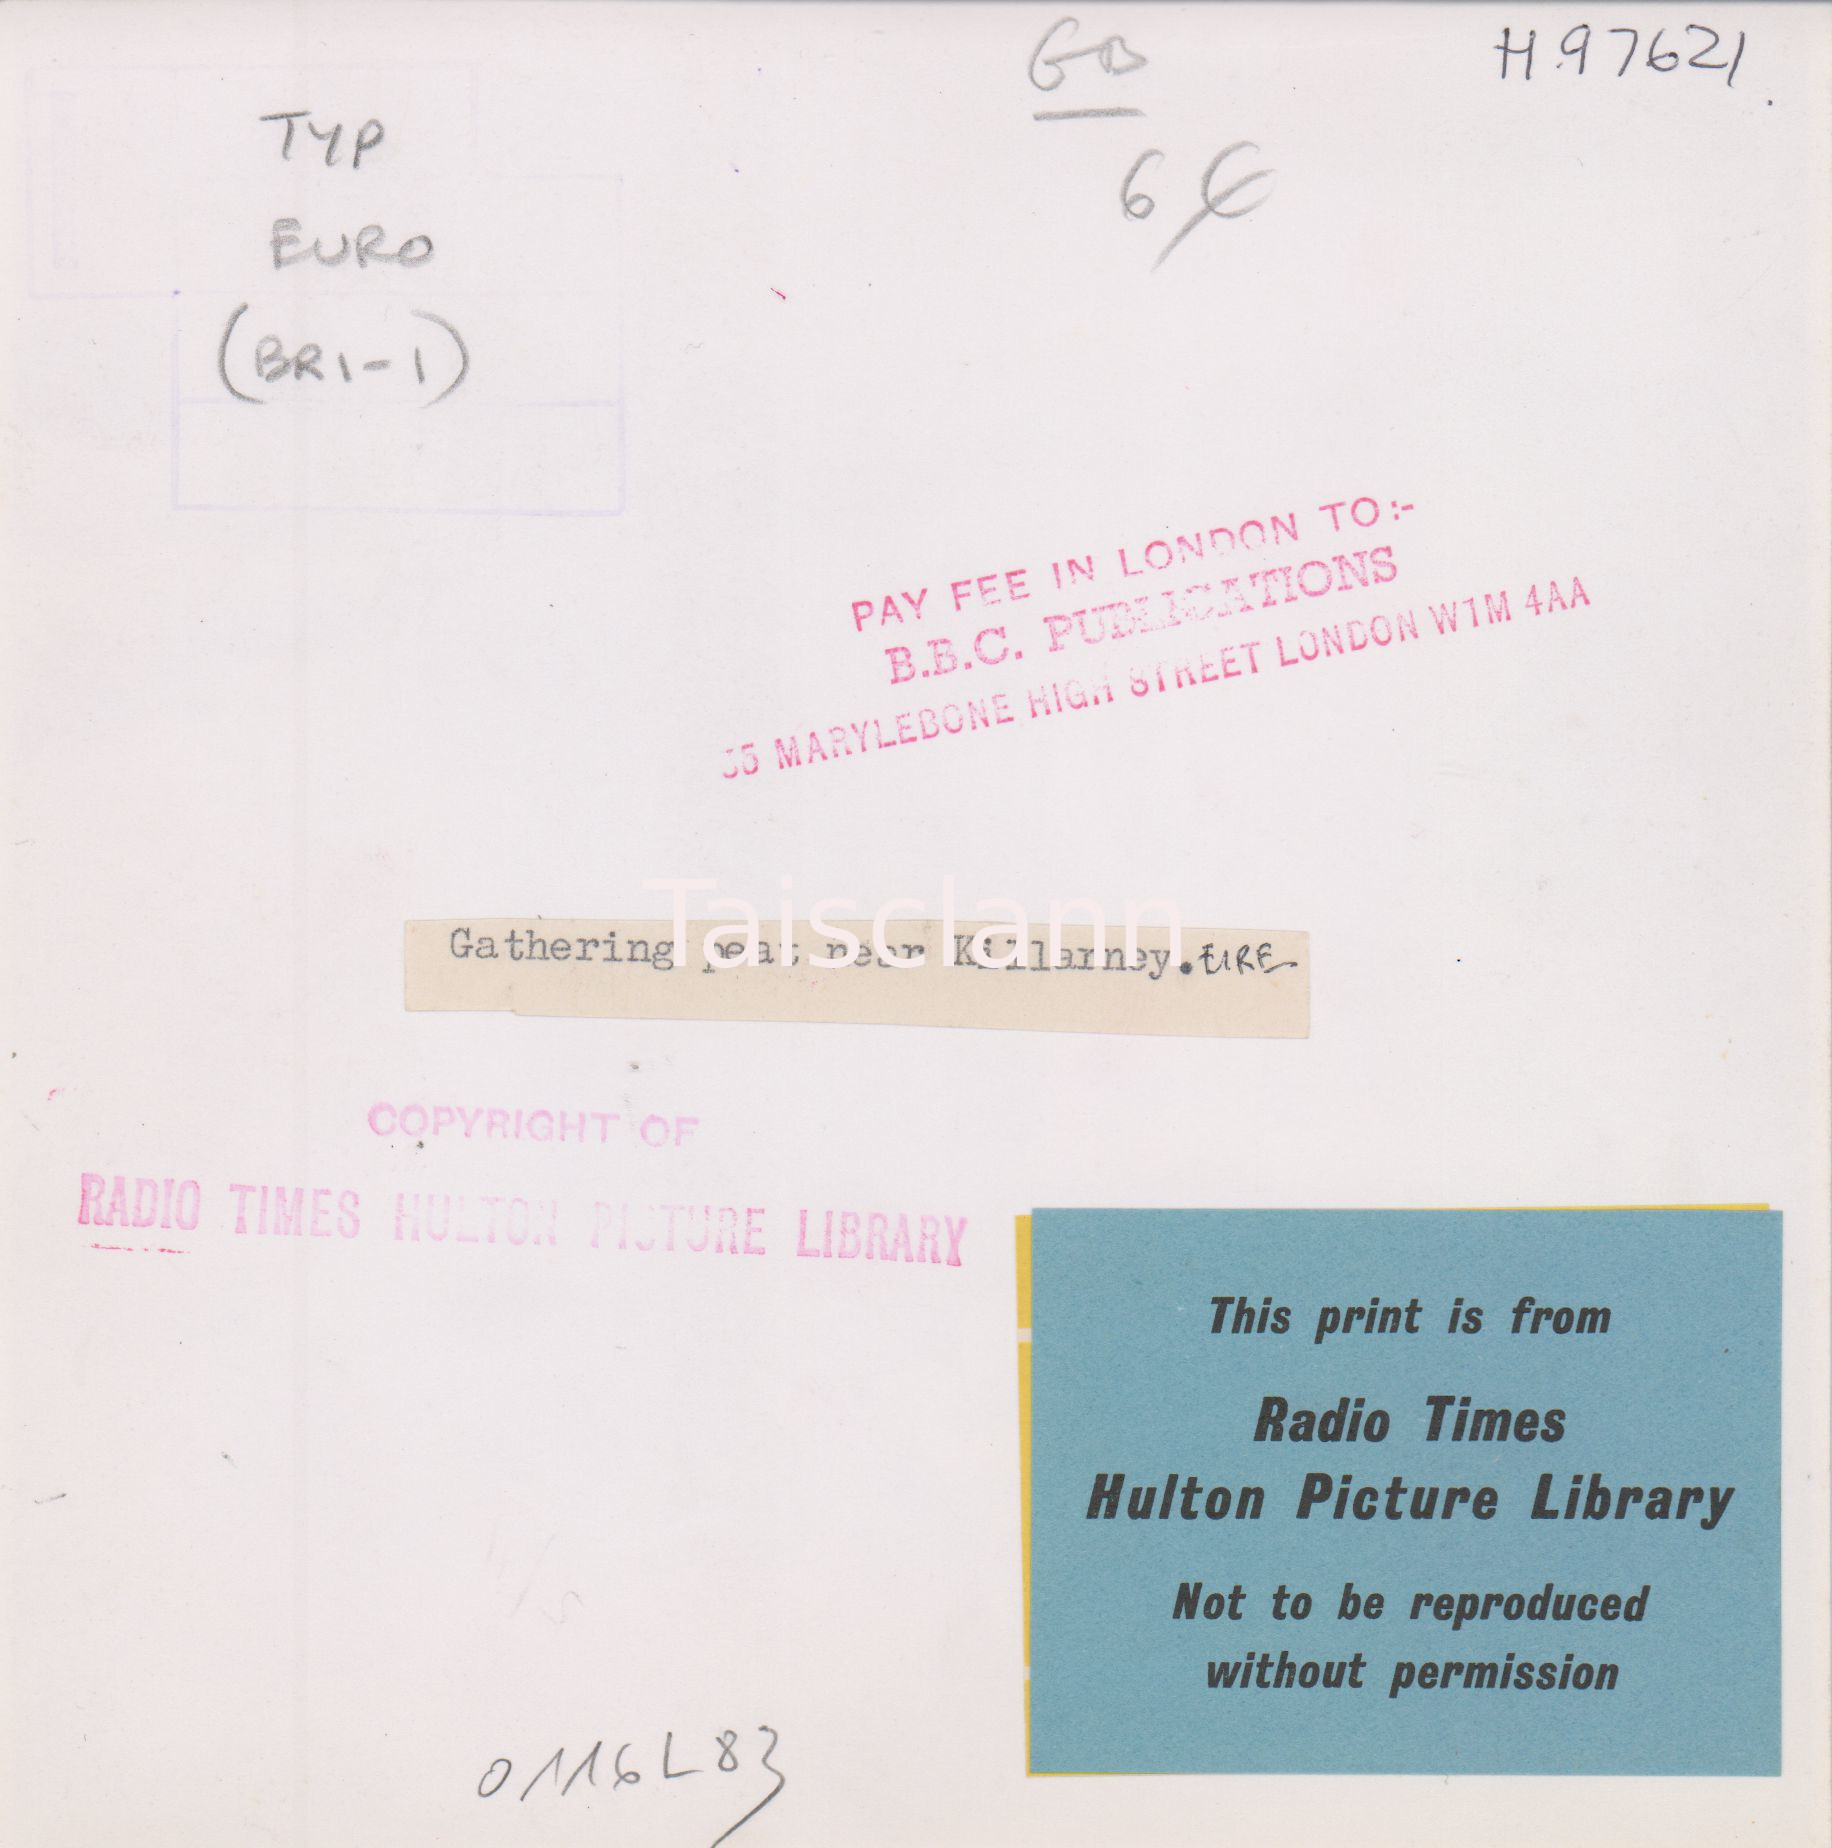 GB
H.97621.
TYP
EURO
(BRI-1)
6
PAY FEE IN LONDON TO:-
B.B.C. PUBLICATIONS
35 MARYLEBONE HIGH STREET LONDON W1M 4AA
Taisclann
Gathering peat near Killarney. EIRE
COPYRIGHT OF
RADIO TIMES HULTON PICTURE LIBRARY
This print is from
Radio Times
Hulton Picture Library
Not to be reproduced
without permission
0116L83